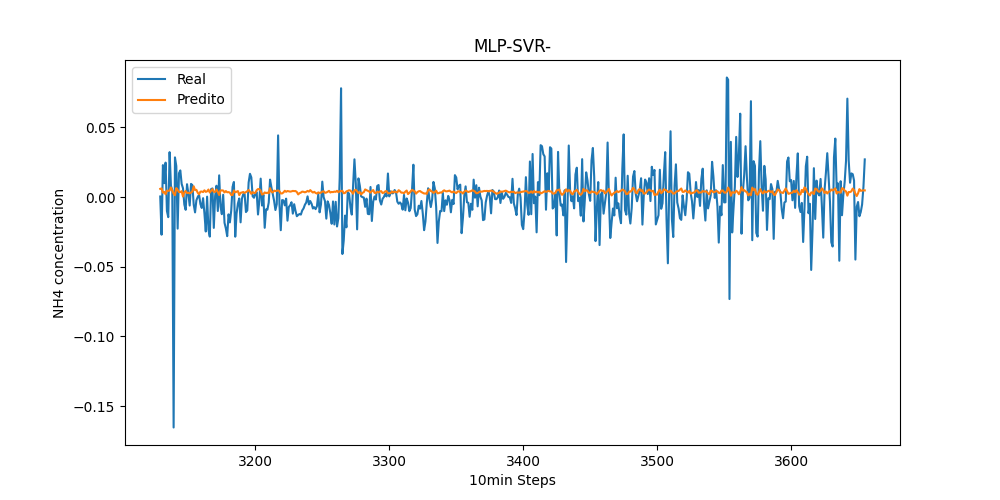 MLP-SVR-
Real
Predito
0.05
0.00
−0.05
−0.10
−0.15
NH4 concentration
3200
3300
3400
3500
3600
10min Steps